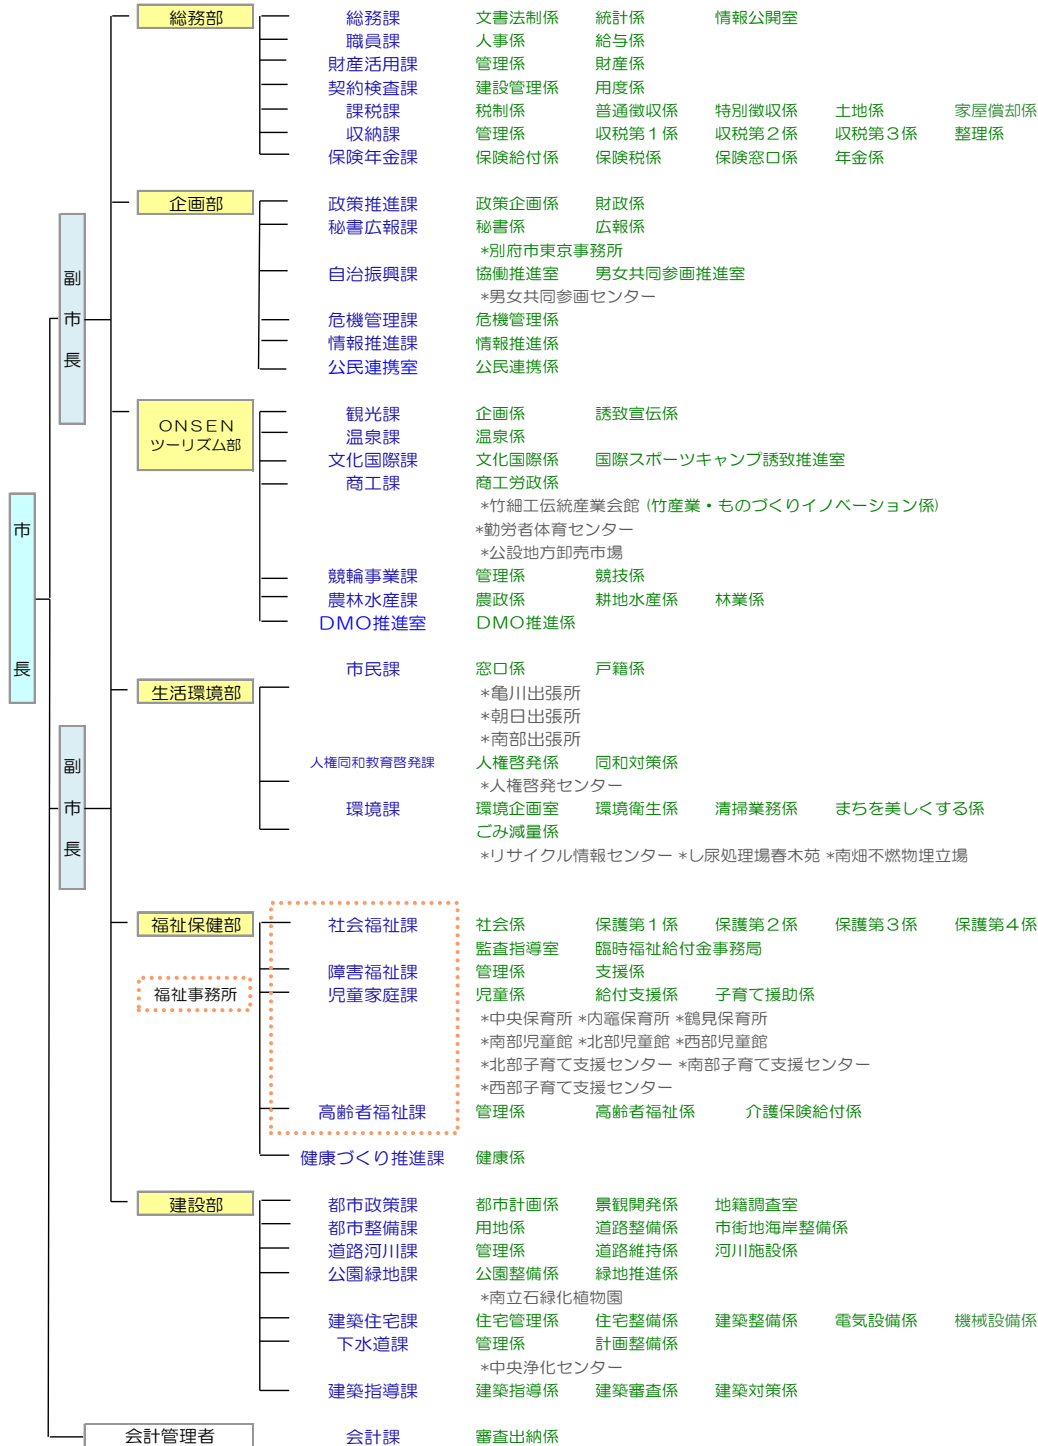 総務部 総務課 文書法制係 統計係 情報公開室
職員課 人事係 給与係
財産活用課 管理係 財産係
契約検査課 建設管理係 用度係
課税課 税制係 普通徴収係 特別徴収係 土地係 家屋償却係
収納課 管理係 収税第1係 収税第2係 収税第3係 整理係
保険年金課 保険給付係 保険税係 保険窓口係 年金係
企画部 政策推進課 政策企画係 財政係
秘書広報課 秘書係 広報係
*別府市東京事務所
自治振興課 協働推進室 男女共同参画推進室
*男女共同参画センター
危機管理課 危機管理係
情報推進課 情報推進係
公民連携室 公民連携係
副市長
ONSEN
ツーリズム部
観光課 企画係 誘致宣伝係
温泉課 温泉係
文化国際課 文化国際係 国際スポーツキャンプ誘致推進室
商工課 商工労政係
*竹細工伝統産業会館 (竹産業・ものづくりイノベーション係)
*勤労者体育センター
*公設地方卸売市場
競輪事業課 管理係 競技係
農林水産課 農政係 耕地水産係 林業係
DMO推進室 DMO推進係
市長
生活環境部 市民課 窓口係 戸籍係
*亀川出張所
*朝日出張所
*南部出張所
人権同和教育啓発課 人権啓発係 同和対策係
*人権啓発センター
環境課 環境企画室 環境衛生係 清掃業務係 まちを美しくする係
ごみ減量係
*リサイクル情報センター *し尿処理場春木苑 *南畑不燃物埋立場
副市長
福祉保健部 社会福祉課 社会係 保護第1係 保護第2係 保護第3係 保護第4係
監査指導室 臨時福祉給付金事務局
障害福祉課 管理係 支援係
福祉事務所 児童家庭課 児童係 給付支援係 子育て援助係
*中央保育所 *内竈保育所 *鶴見保育所
*南部児童館 *北部児童館 *西部児童館
*北部子育て支援センター *南部子育て支援センター
*西部子育て支援センター
高齢者福祉課 管理係 高齢者福祉係 介護保険給付係
健康づくり推進課 健康係
建設部 都市政策課 都市計画係 景観開発係 地籍調査室
都市整備課 用地係 道路整備係 市街地海岸整備係
道路河川課 管理係 道路維持係 河川施設係
公園緑地課 公園整備係 緑地推進係
*南立石緑化植物園
建築住宅課 住宅管理係 住宅整備係 建築整備係 電気設備係 機械設備係
下水道課 管理係 計画整備係
*中央浄化センター
建築指導課 建築指導係 建築審査係 建築対策係
会計管理者 会計課 審査出納係